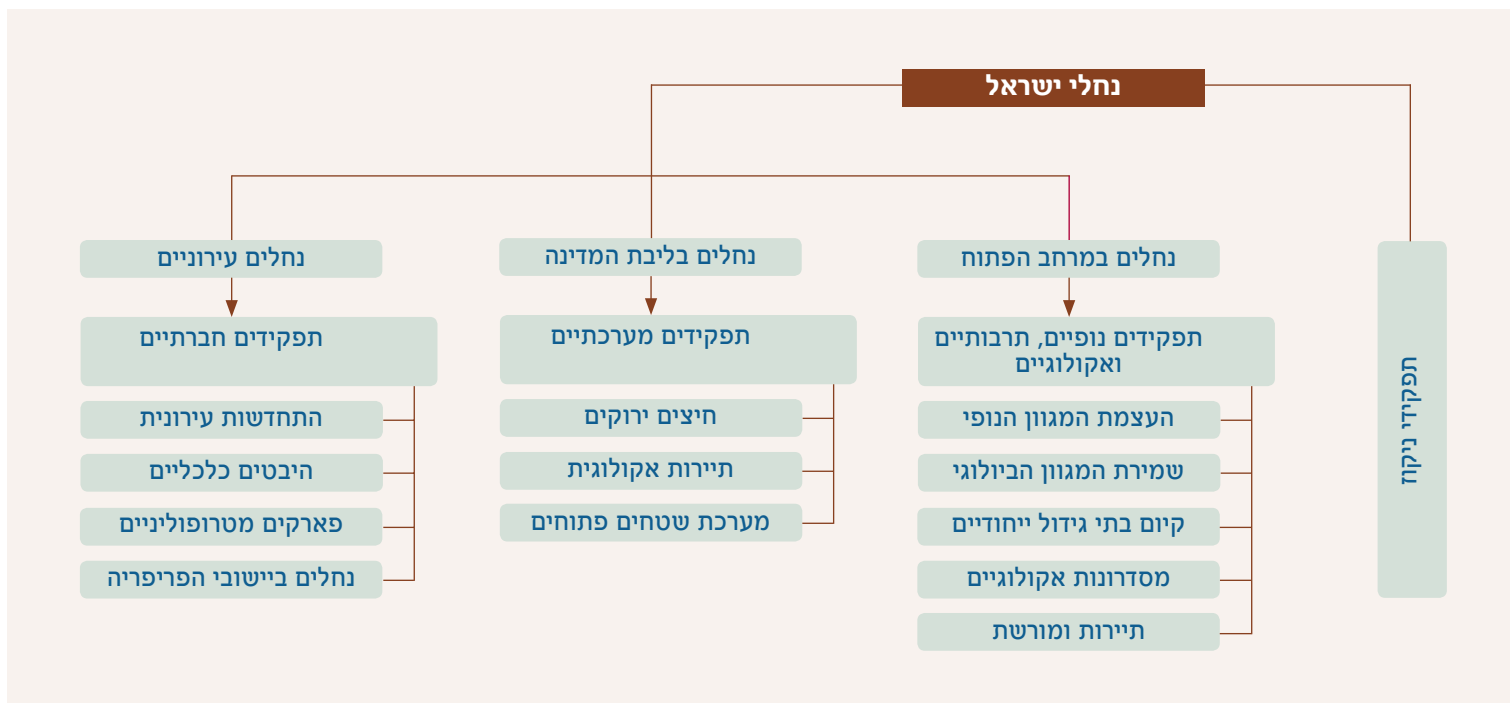 נחלי ישראל
תפקידי ניקוז
נחלים במרחב הפתוח
תפקידים נופיים, תרבותיים
ואקולוגיים
העצמת המגוון הנופי
שמירת המגוון הביולוגי
קיום בתי גידול ייחודיים
מסדרונות אקולוגיים
תיירות ומורשת
נחלים בליבת המדינה
תפקידים מערכתיים
חיצים ירוקים
תיירות אקולוגית
מערכת שטחים פתוחים
נחלים עירוניים
תפקידים חברתיים
התחדשות עירונית
היבטים כלכליים
פארקים מטרופוליניים
נחלים ביישובי הפריפריה